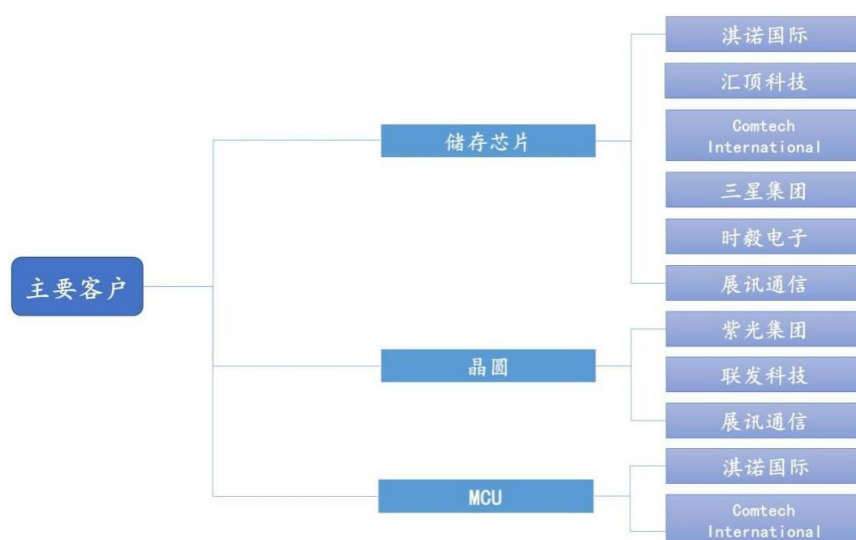 主要客户
储存芯片
淇诺国际
汇顶科技
Comtech
International
三星集团
时毅电子
展讯通信
晶圆
紫光集团
联发科技
展讯通信
MCU
淇诺国际
Comtech
International